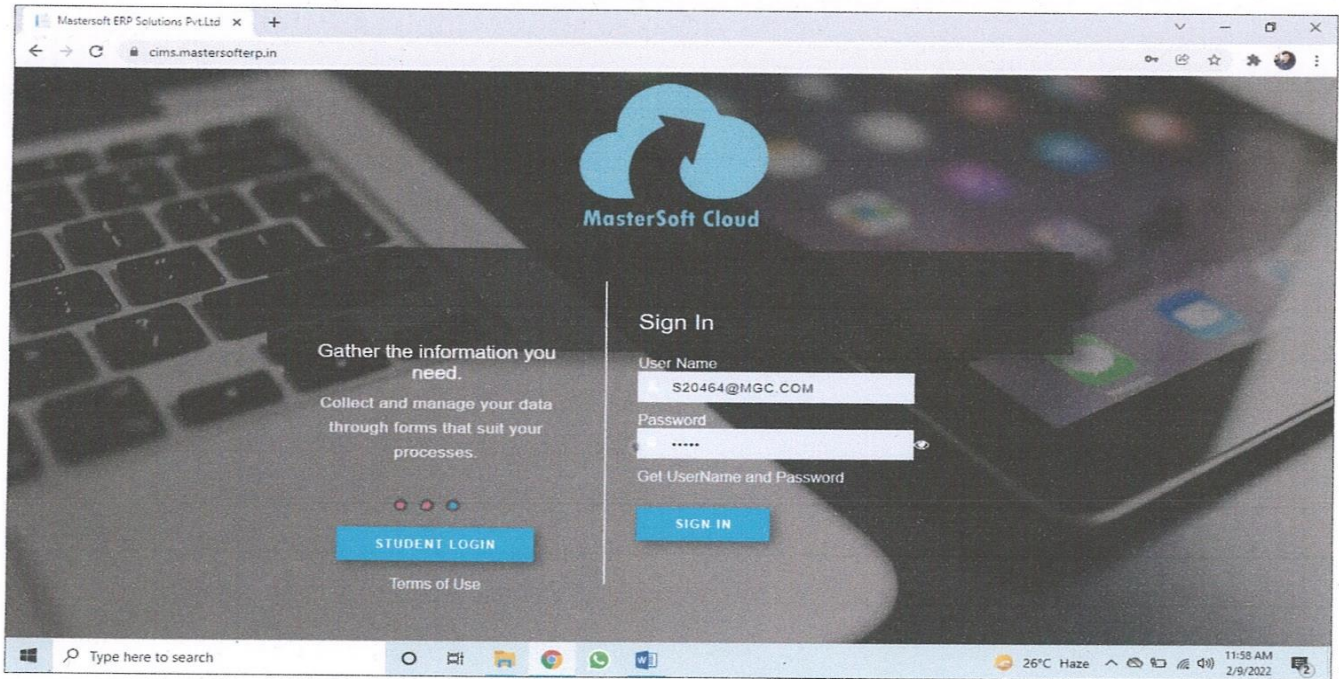 Mastersoft ERP Solutions Pvt.Ltd
cims.mastersofterp.in
MasterSoft Cloud
Gather the information you
need.
Collect and manage your data
through forms that suit your
processes.
STUDENT LOGIN
Terms of Use
Sign In
User Name
S20464@MGC.COM
Password
•••••
Get UserName and Password
SIGN IN
Type here to search
26°C Haze
11:58 AM
2/9/2022
2